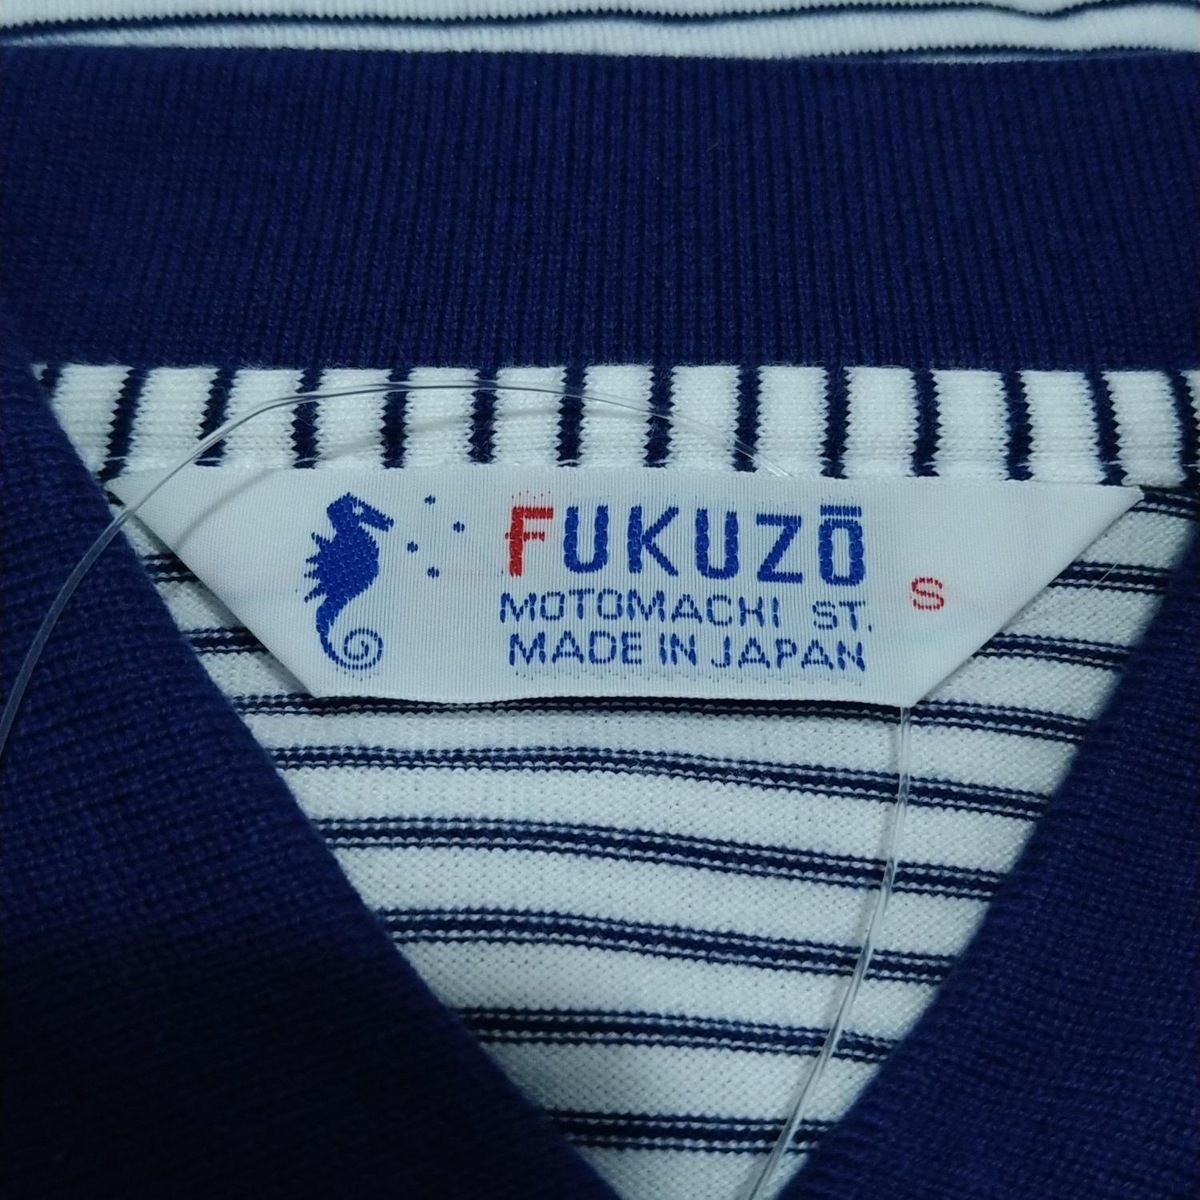 FUKUZŌ
MOTOMACHI ST.
MADE IN JAPAN
S